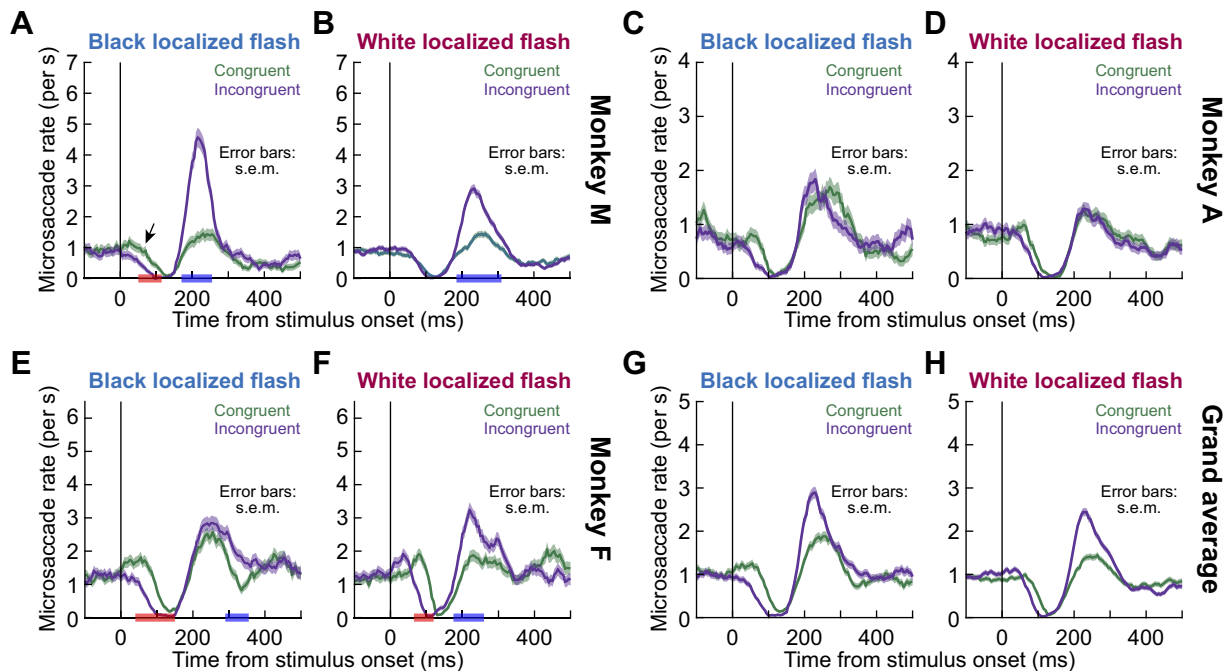 A
Black localized flash
Microsaccade rate (per s)
7
6
5
4
3
2
1
0
Congruent
Incongruent
Error bars:
s.e.m.
0
200
400
B
White localized flash
7
6
5
4
3
2
1
0
Congruent
Incongruent
Error bars:
s.e.m.
0
200
400
Time from stimulus onset (ms)
Monkey M
C
Black localized flash
Microsaccade rate (per s)
4
3
2
1
0
Congruent
Incongruent
Error bars:
s.e.m.
0
200
400
D
White localized flash
4
3
2
1
0
Congruent
Incongruent
Error bars:
s.e.m.
0
200
400
Time from stimulus onset (ms)
Monkey A
E
Black localized flash
Microsaccade rate (per s)
6
5
4
3
2
1
0
Congruent
Incongruent
Error bars:
s.e.m.
0
200
400
F
White localized flash
6
5
4
3
2
1
0
Congruent
Incongruent
Error bars:
s.e.m.
0
200
400
Time from stimulus onset (ms)
Monkey F
G
Black localized flash
Microsaccade rate (per s)
5
4
3
2
1
0
Congruent
Incongruent
Error bars:
s.e.m.
0
200
400
H
White localized flash
5
4
3
2
1
0
Congruent
Incongruent
Error bars:
s.e.m.
0
200
400
Time from stimulus onset (ms)
Grand average